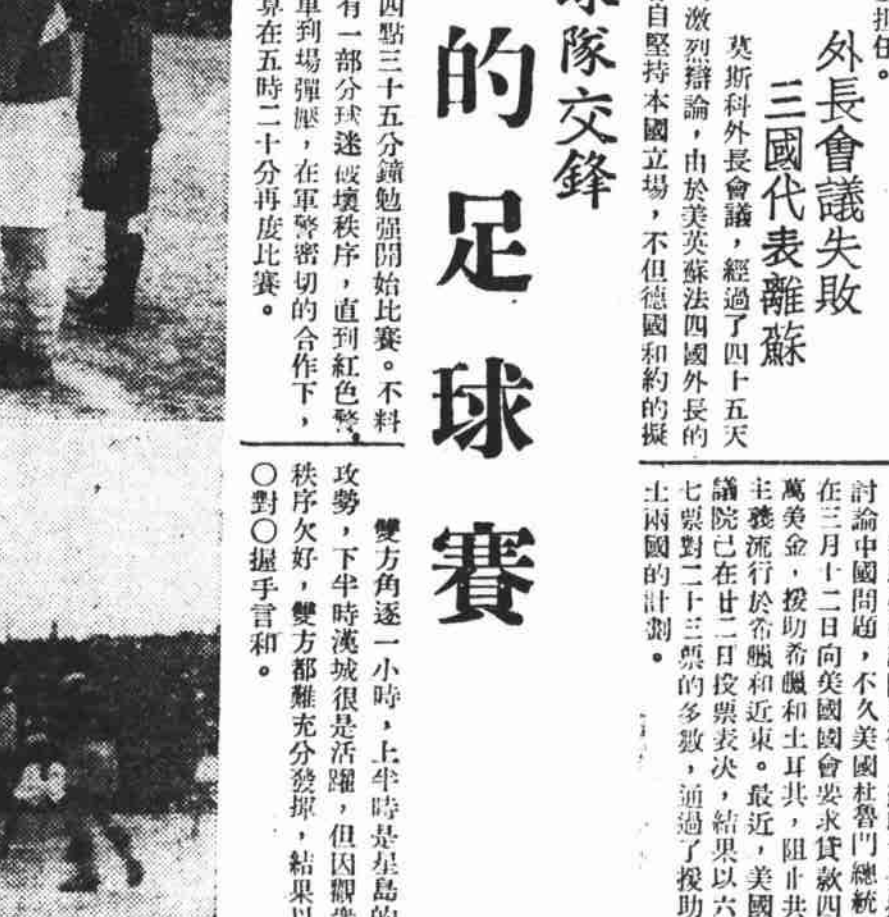 担任。
外長會議失敗
三國代表離蘇
莫斯科外長會議，經過了四十五天
激烈辯論，由於美英蘇法四國外長的
自堅持本國立場，不但德國和約的擬
討論中國問題，不久美國杜魯門總統
在三月十二日向美國國會要求貸款四
萬美金，援助希臘和土耳其，阻止共
主義流行於希臘和近東。最近，美國
議院已在廿二日投票表决，結果以六
七票對二十三票的多數，通過了援助
土兩國的計劃。
隊交鋒
的足球賽
四點三十五分鐘勉强開始比賽。不料
有一部分球迷破壞秩序，直到紅色警
車到場彈壓，在軍警密切的合作下，
算在五時二十分再度比賽。
雙方角逐一小時，上半時是星島的
攻勢，下半時漢城很是活躍，但因觀衆
秩序欠好，雙方都難充分發揮，結果以
〇對〇握手言和。